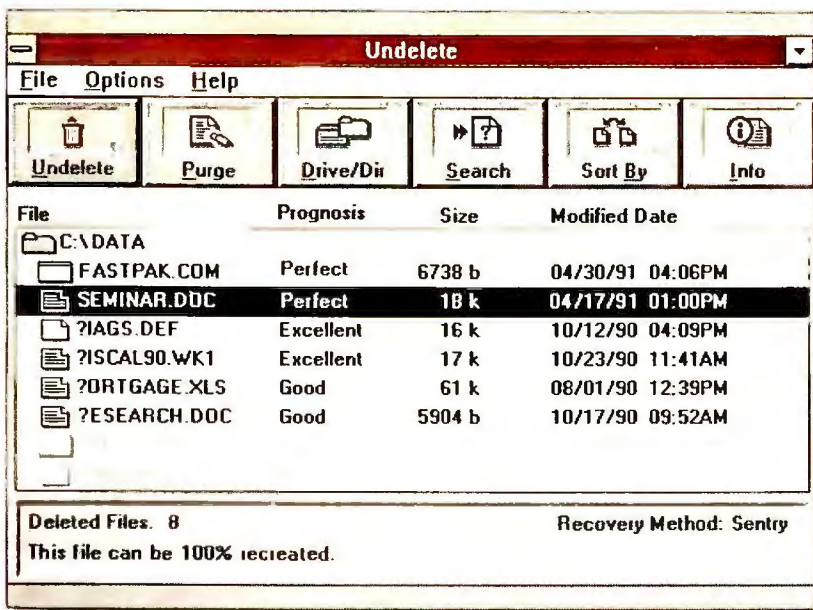 Undelete
File Options Help
Undelete Purge Drive/Dir Search Sort By Info
File Prognosis Size Modified Date
C:\DATA
FASTPAK.COM Perfect 6738 b 04/30/91 04:06PM
SEMINAR.DOC Perfect 18 k 04/17/91 01:00PM
?IAGS.DEF Excellent 16 k 10/12/90 04:09PM
?ISCAL90.WK1 Excellent 17 k 10/23/90 11:41AM
?ORTGAGE.XLS Good 61 k 08/01/90 12:39PM
?ESEARCH.DOC Good 5904 b 10/17/90 09:52AM
Deleted Files. 8 Recovery Method: Sentry
This file can be 100% recreated.